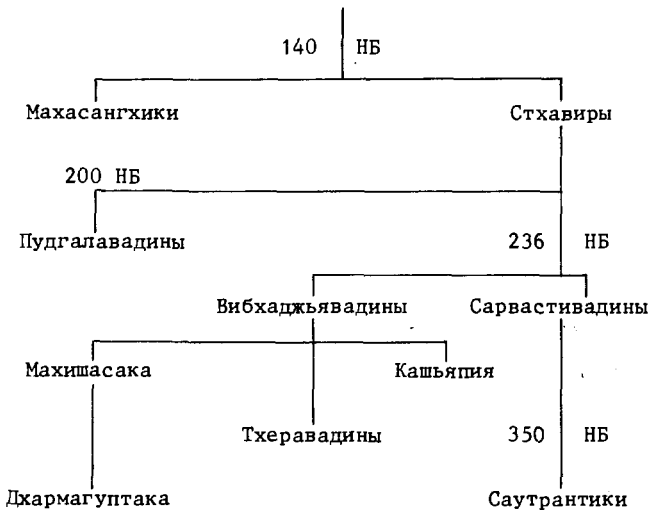 140 НБ
Махасангхики Стхавиры
200 НБ
Пудгалавадины 236 НБ
Вибхаджьявадины Сарвастивадины
Махишасака Кашьяпия
Тхеравадины 350 НБ
Дхармагуптака Саутрантики